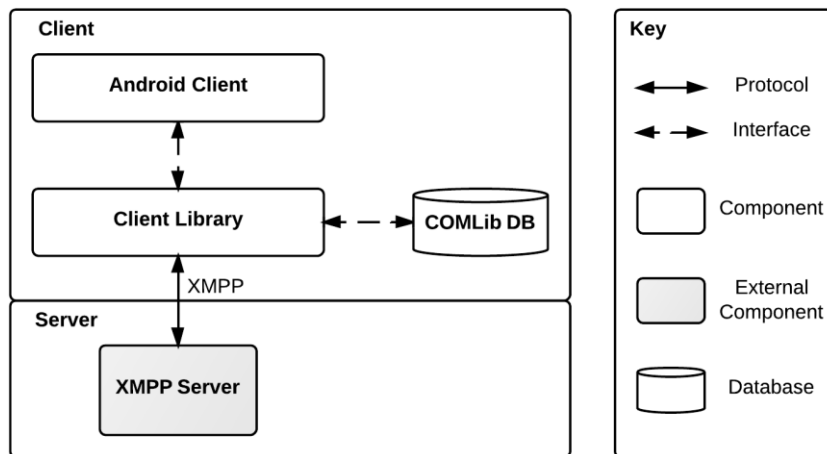 Client
Android Client
Client Library
COMLib DB
XMPP
Server
XMPP Server
Key
Protocol
Interface
Component
External
Component
Database